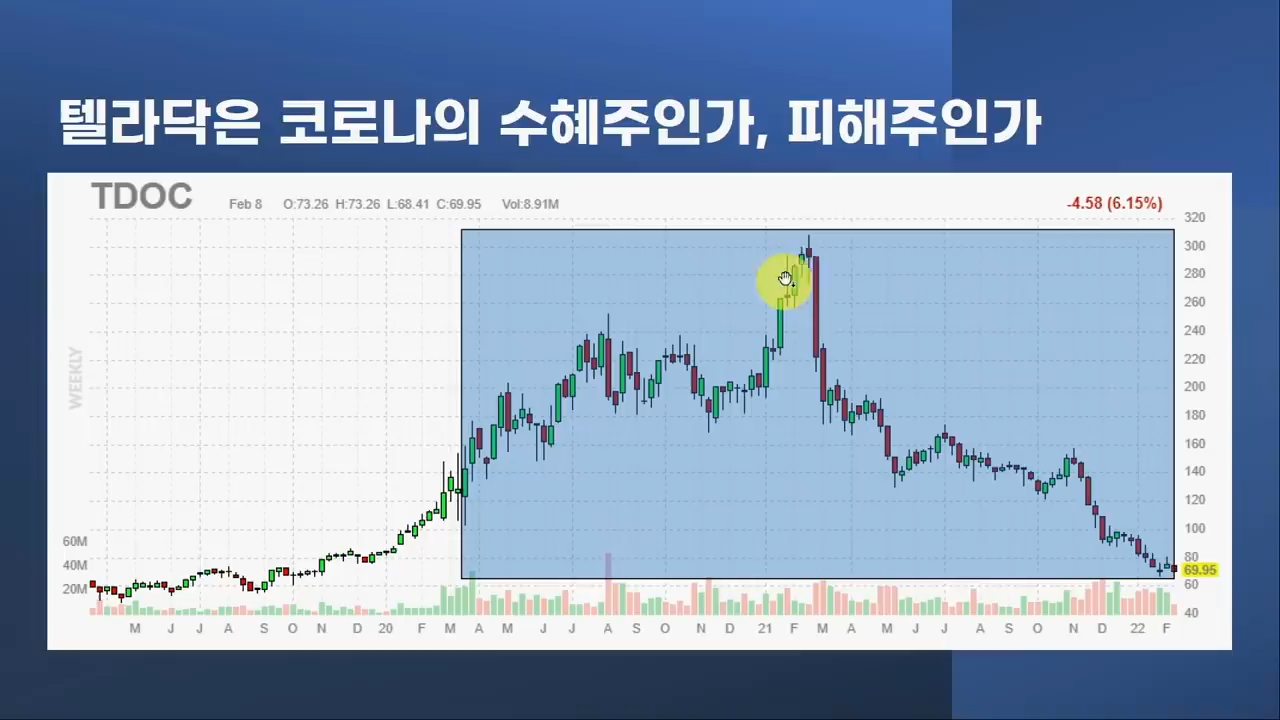 텔라닥은 코로나의 수혜주인가, 피해주인가
TDOC Feb 8 O:73.26 H:73.26 L:68.41 C:69.95 Vol:8.91M -4.58 (6.15%)
WEEKLY
320
300
280
260
240
220
200
180
160
140
120
100
80
69.95
60
40
60M
40M
20M
M J J A S O N D 20 F M A M J J A S O N D 21 F M A M J J A S O N D 22 F